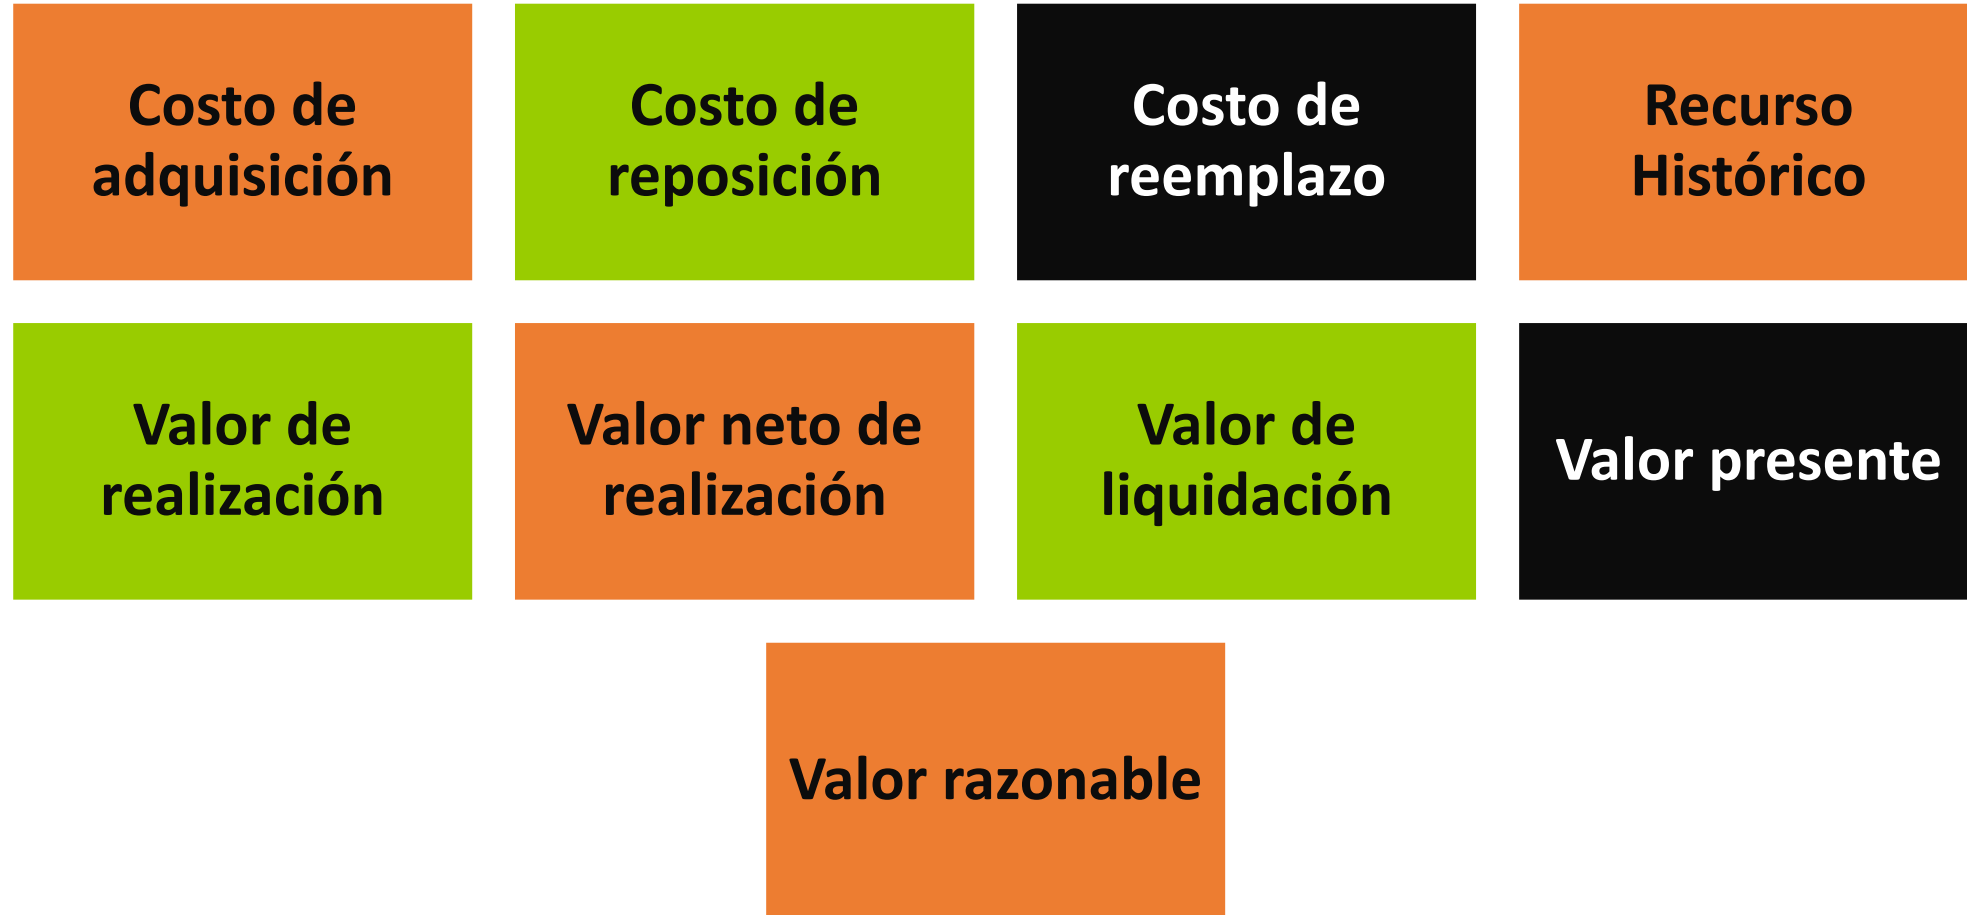 Costo de
adquisición
Costo de
reposición
Costo de
reemplazo
Recurso
Histórico
Valor de
realización
Valor neto de
realización
Valor de
liquidación
Valor presente
Valor razonable